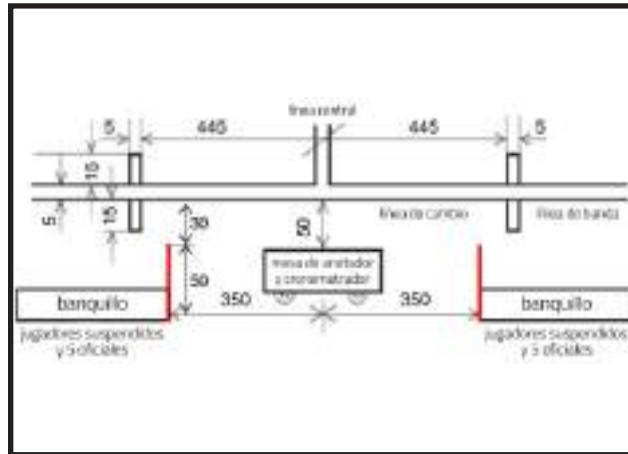 línea central
5
445
445
5
15
5
15
30
50
línea de cambio
línea de banda
50
mesa de anotador
y cronometrador
banquillo
350
350
banquillo
jugadores suspendidos
y 5 oficiales
jugadores suspendidos
y 5 oficiales